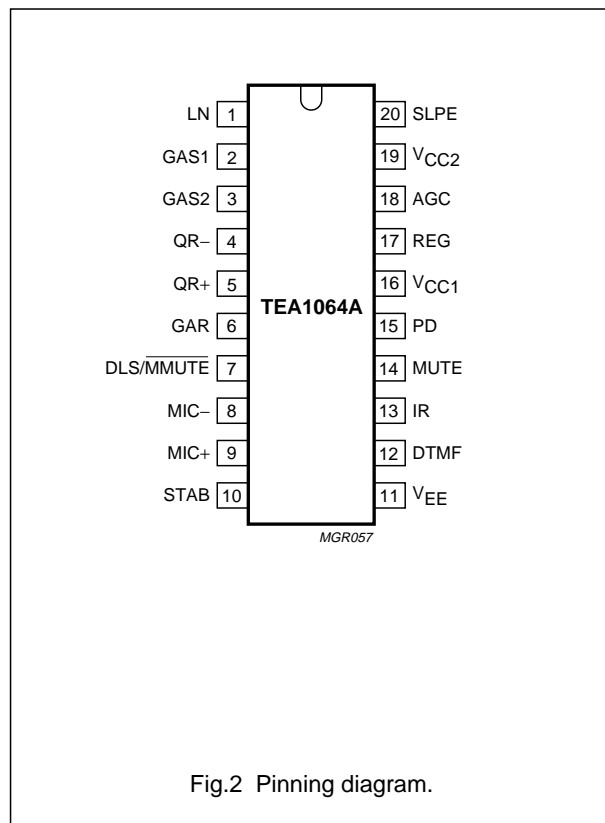 LN 1
GAS1 2
GAS2 3
QR− 4
QR+ 5
GAR 6
DLS/M̅M̅U̅T̅E̅ 7
MIC− 8
MIC+ 9
STAB 10
TEA1064A
20 SLPE
19 VCC2
18 AGC
17 REG
16 VCC1
15 PD
14 MUTE
13 IR
12 DTMF
11 VEE
MGR057
Fig.2 Pinning diagram.